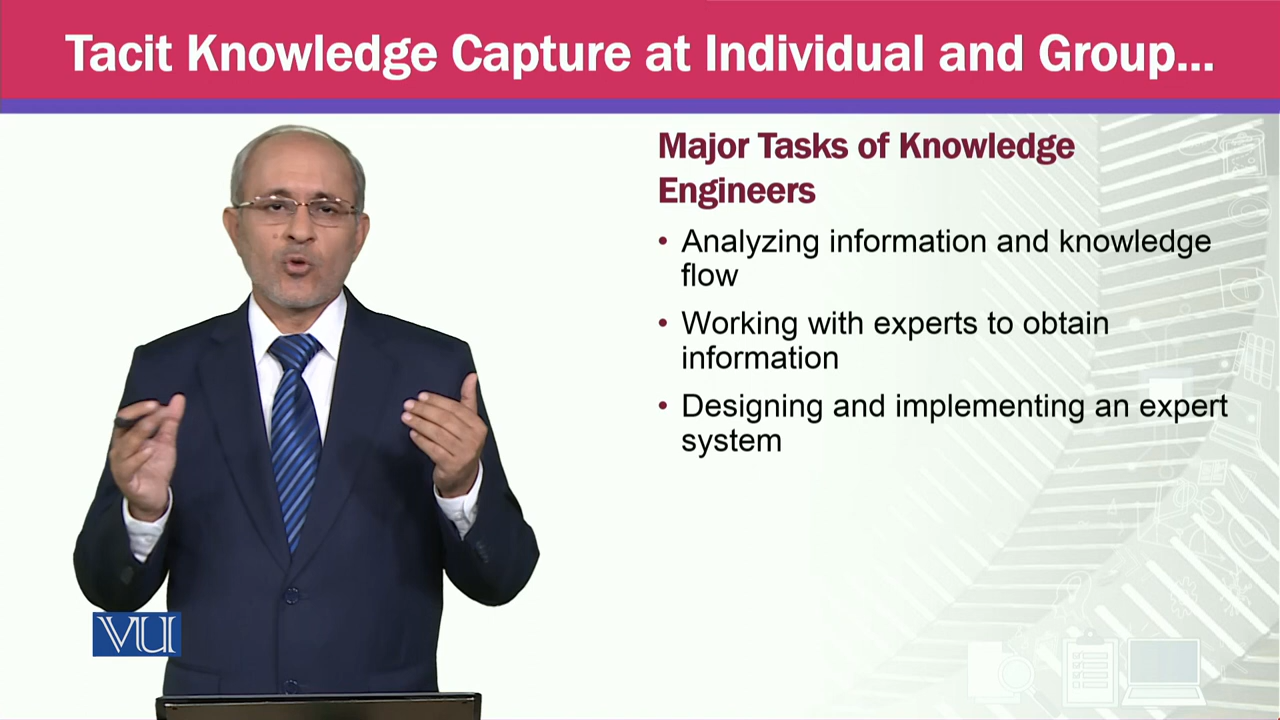 Tacit Knowledge Capture at Individual and Group...
Major Tasks of Knowledge
Engineers
• Analyzing information and knowledge
flow
• Working with experts to obtain
information
• Designing and implementing an expert
system
VU